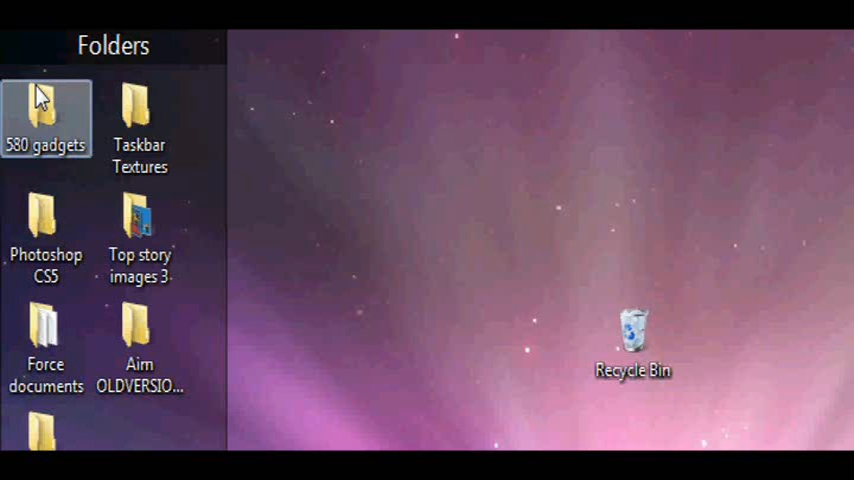 Folders
580 gadgets
Taskbar
Textures
Photoshop
CS5
Top story
images 3
Force
documents
Aim
OLDVERSIO...
Recycle Bin